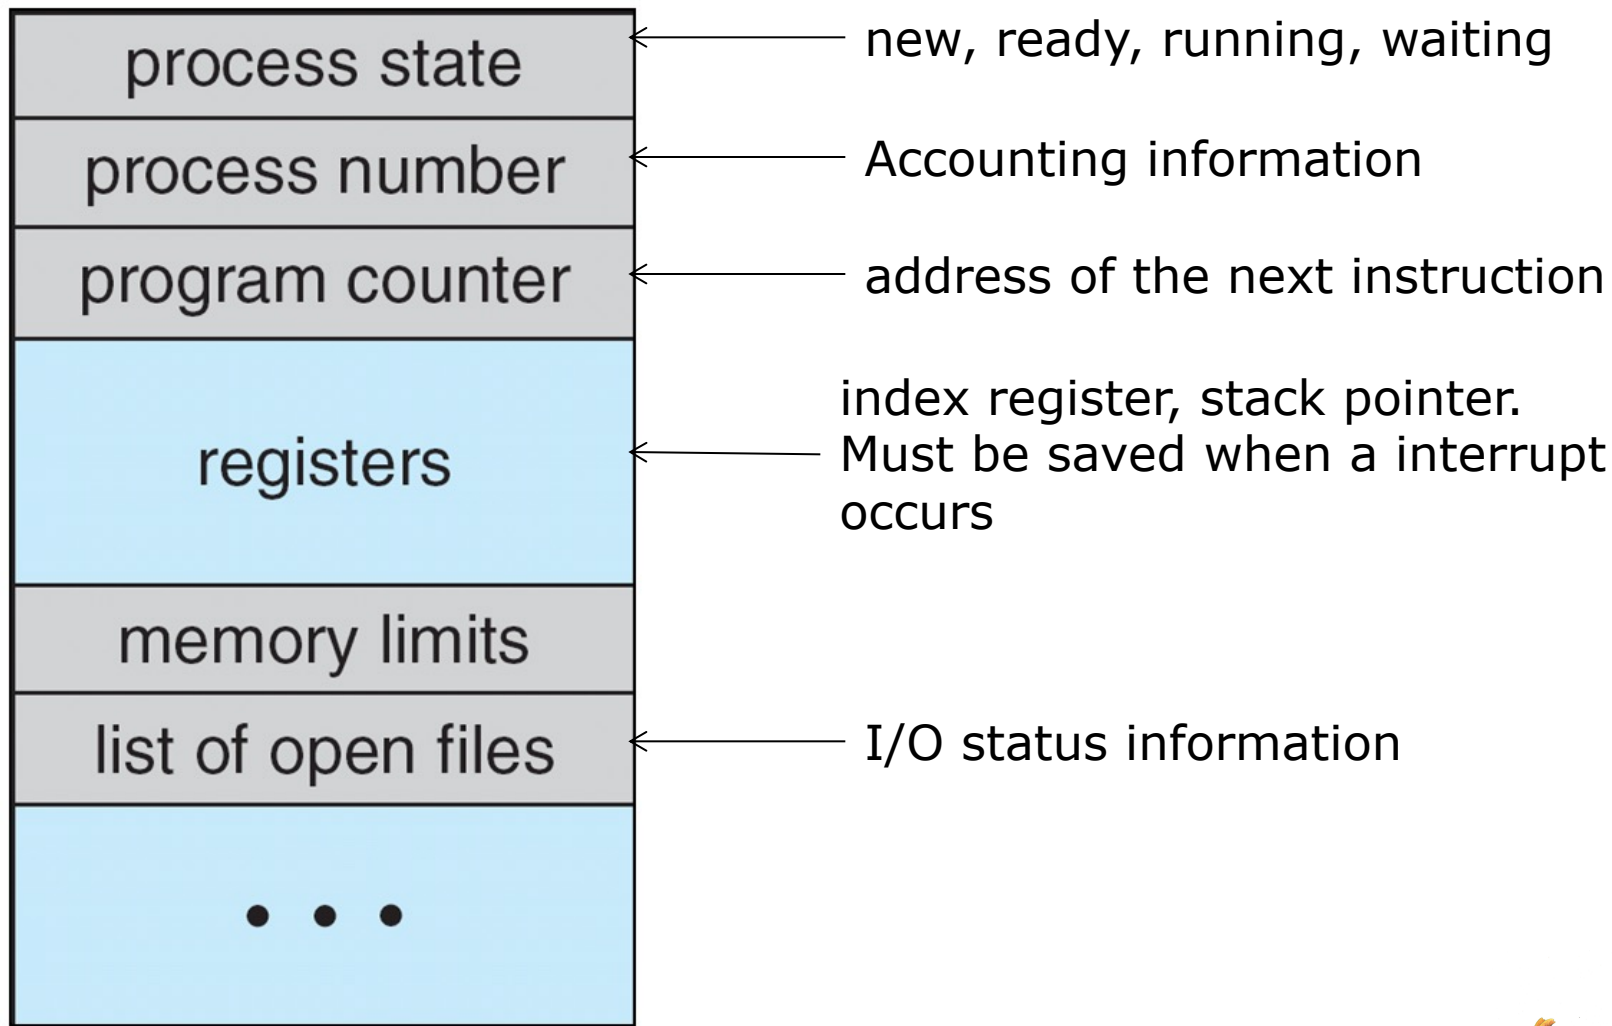 process state
new, ready, running, waiting
process number
Accounting information
program counter
address of the next instruction
registers
index register, stack pointer.
Must be saved when a interrupt
occurs
memory limits
list of open files
I/O status information
• • •